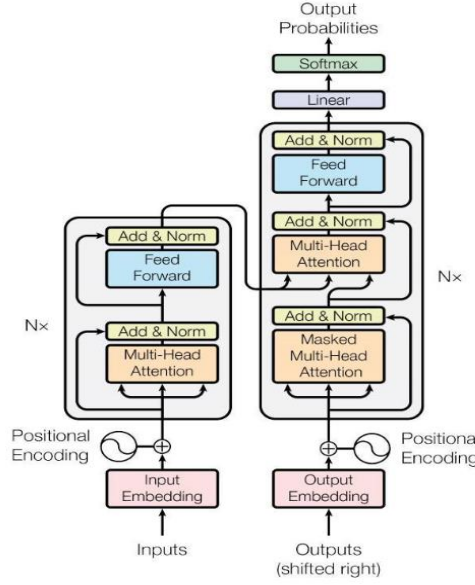 Output
Probabilities
Softmax
Linear
Add & Norm
Feed
Forward
Add & Norm
Multi-Head
Attention
Add & Norm
Masked
Multi-Head
Attention
Nx
Add & Norm
Feed
Forward
Add & Norm
Multi-Head
Attention
Nx
Positional
Encoding
Positional
Encoding
Input
Embedding
Output
Embedding
Inputs
Outputs
(shifted right)